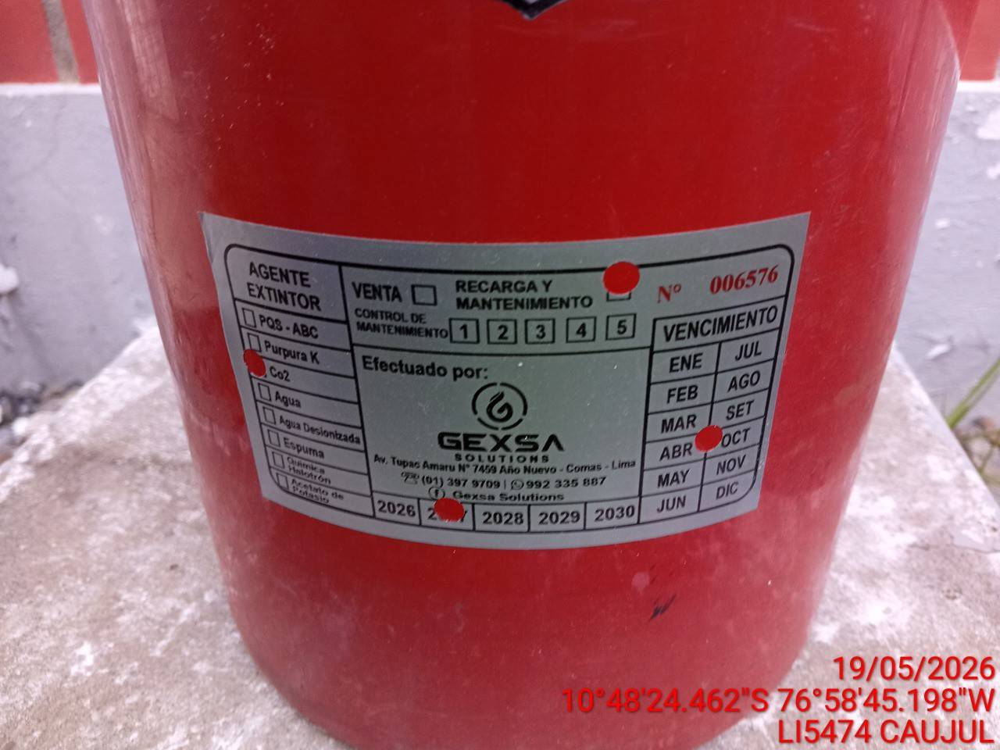 AGENTE
EXTINTOR
PQS - ABC
Purpura K
Co2
Agua
Agua Desionizada
Espuma
Química
Halotrón
Acetato de
Potasio
VENTA
RECARGA Y
MANTENIMIENTO
CONTROL DE
MANTENIMIENTO 1 2 3 4 5
Efectuado por:
GEXSA
SOLUTIONS
Av. Tupac Amaru N° 7459 Año Nuevo - Comas - Lima
(01) 397 9709 | 992 335 887
Gexsa Solutions
2026 2028 2029 2030
N° 006576
VENCIMIENTO
ENE JUL
FEB AGO
MAR SET
ABR OCT
MAY NOV
JUN DIC
19/05/2026
10°48'24.462"S 76°58'45.198"W
LI5474 CAUJUL